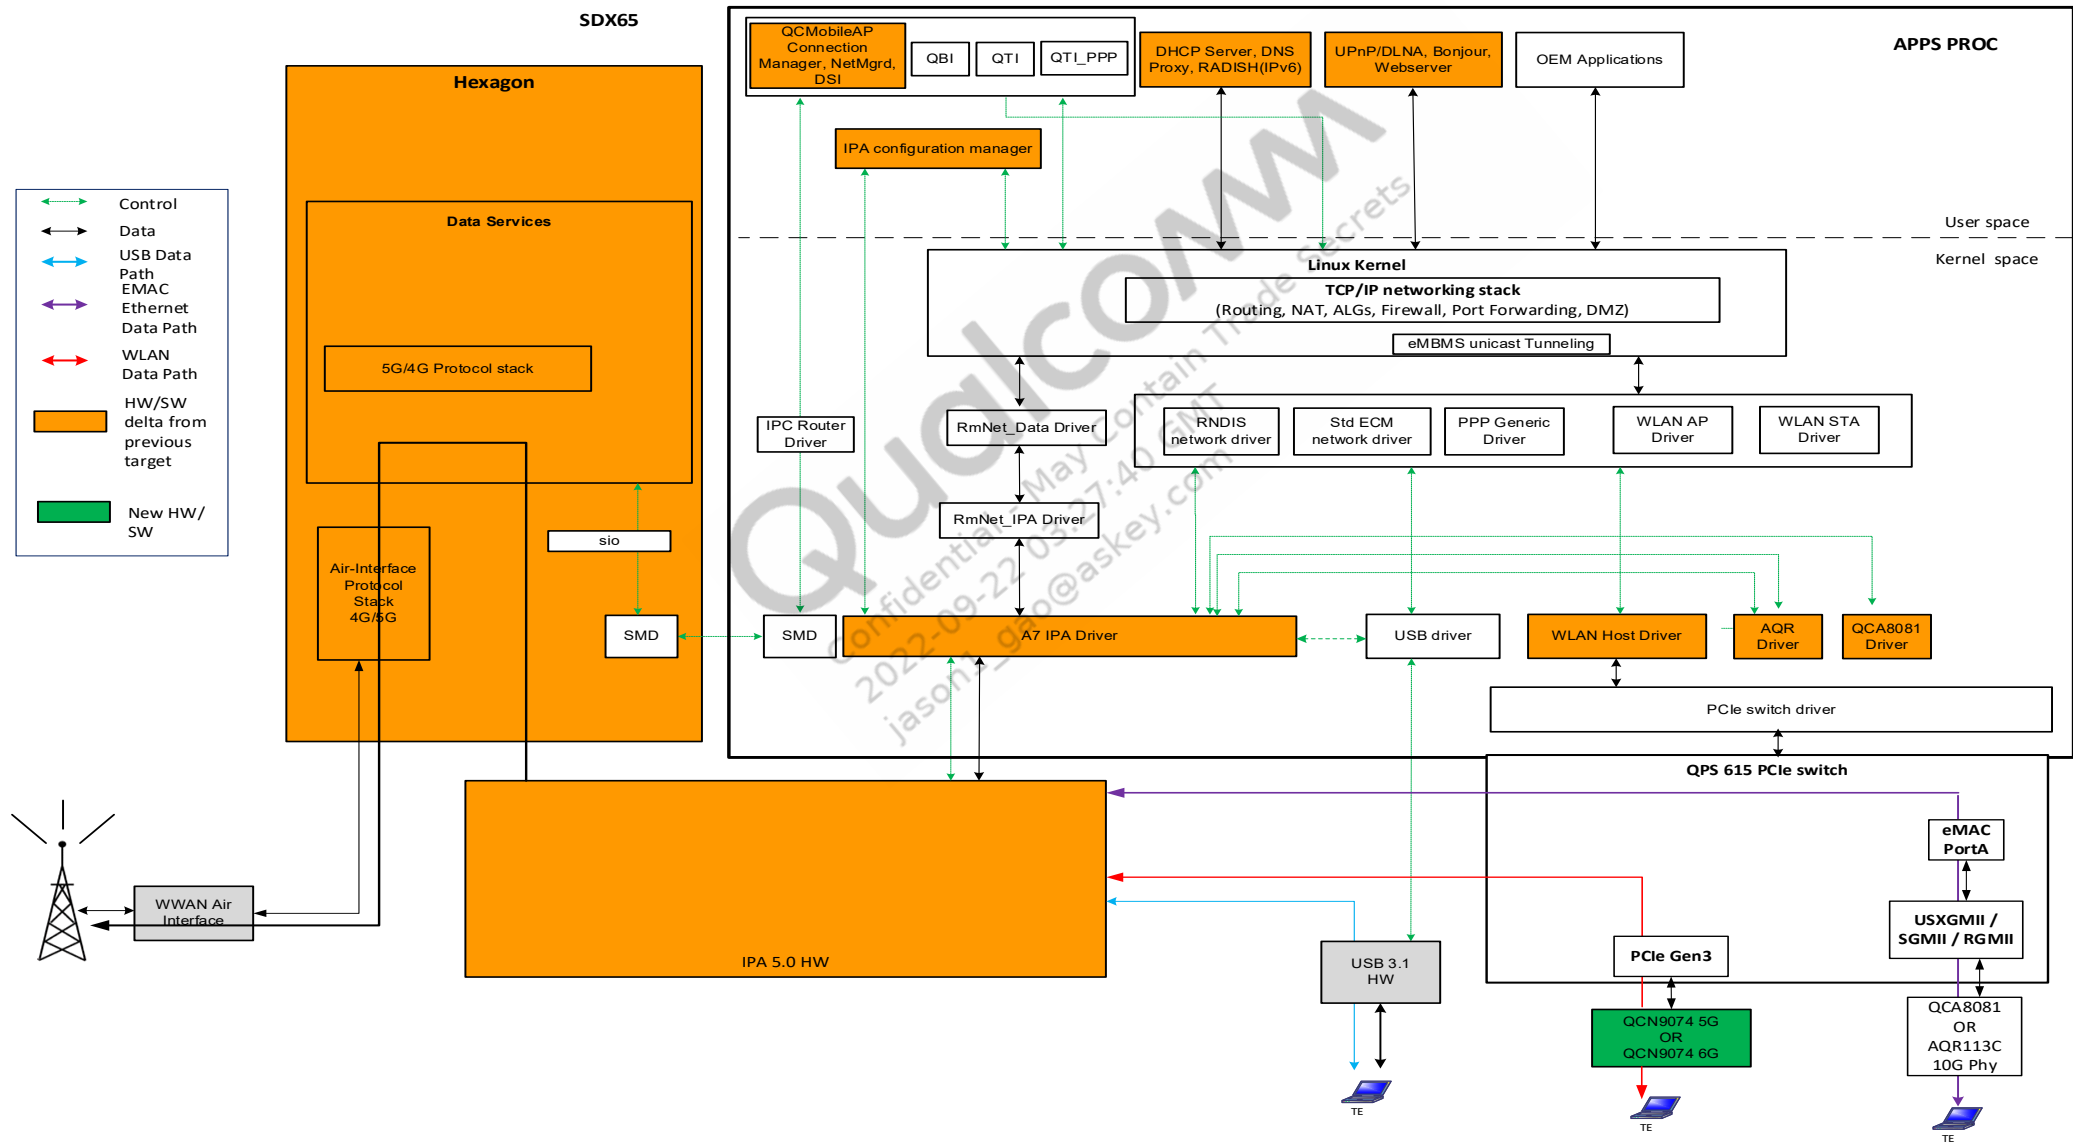 SDX65
APPS PROC
QCMobileAP
Connection
Manager, NetMgrd,
DSI
QBI
QTI
QTI_PPP
DHCP Server, DNS
Proxy, RADISH(IPv6)
UPnP/DLNA, Bonjour,
Webserver
OEM Applications
Hexagon
IPA configuration manager
Control
Data
USB Data
Path
EMAC
Ethernet
Data Path
WLAN
Data Path
HW/SW
delta from
previous
target
New HW/
SW
Data Services
5G/4G Protocol stack
Air-Interface
Protocol
Stack
4G/5G
sio
SMD
User space
Kernel space
Linux Kernel
TCP/IP networking stack
(Routing, NAT, ALGs, Firewall, Port Forwarding, DMZ)
eMBMS unicast Tunneling
IPC Router
Driver
RmNet_Data Driver
RNDIS
network driver
Std ECM
network driver
PPP Generic
Driver
WLAN AP
Driver
WLAN STA
Driver
RmNet_IPA Driver
SMD
A7 IPA Driver
USB driver
WLAN Host Driver
AQR
Driver
QCA8081
Driver
PCIe switch driver
QPS 615 PCIe switch
eMAC
PortA
USXGMII /
SGMII / RGMII
PCIe Gen3
WWAN Air
Interface
IPA 5.0 HW
USB 3.1
HW
QCN9074 5G
OR
QCN9074 6G
QCA8081
OR
AQR113C
10G Phy
TE
TE
TE
Qualcomm
Confidential - May Contain Trade Secrets
2022-09-22 03:27:40 GMT
jason1_gao@askey.com